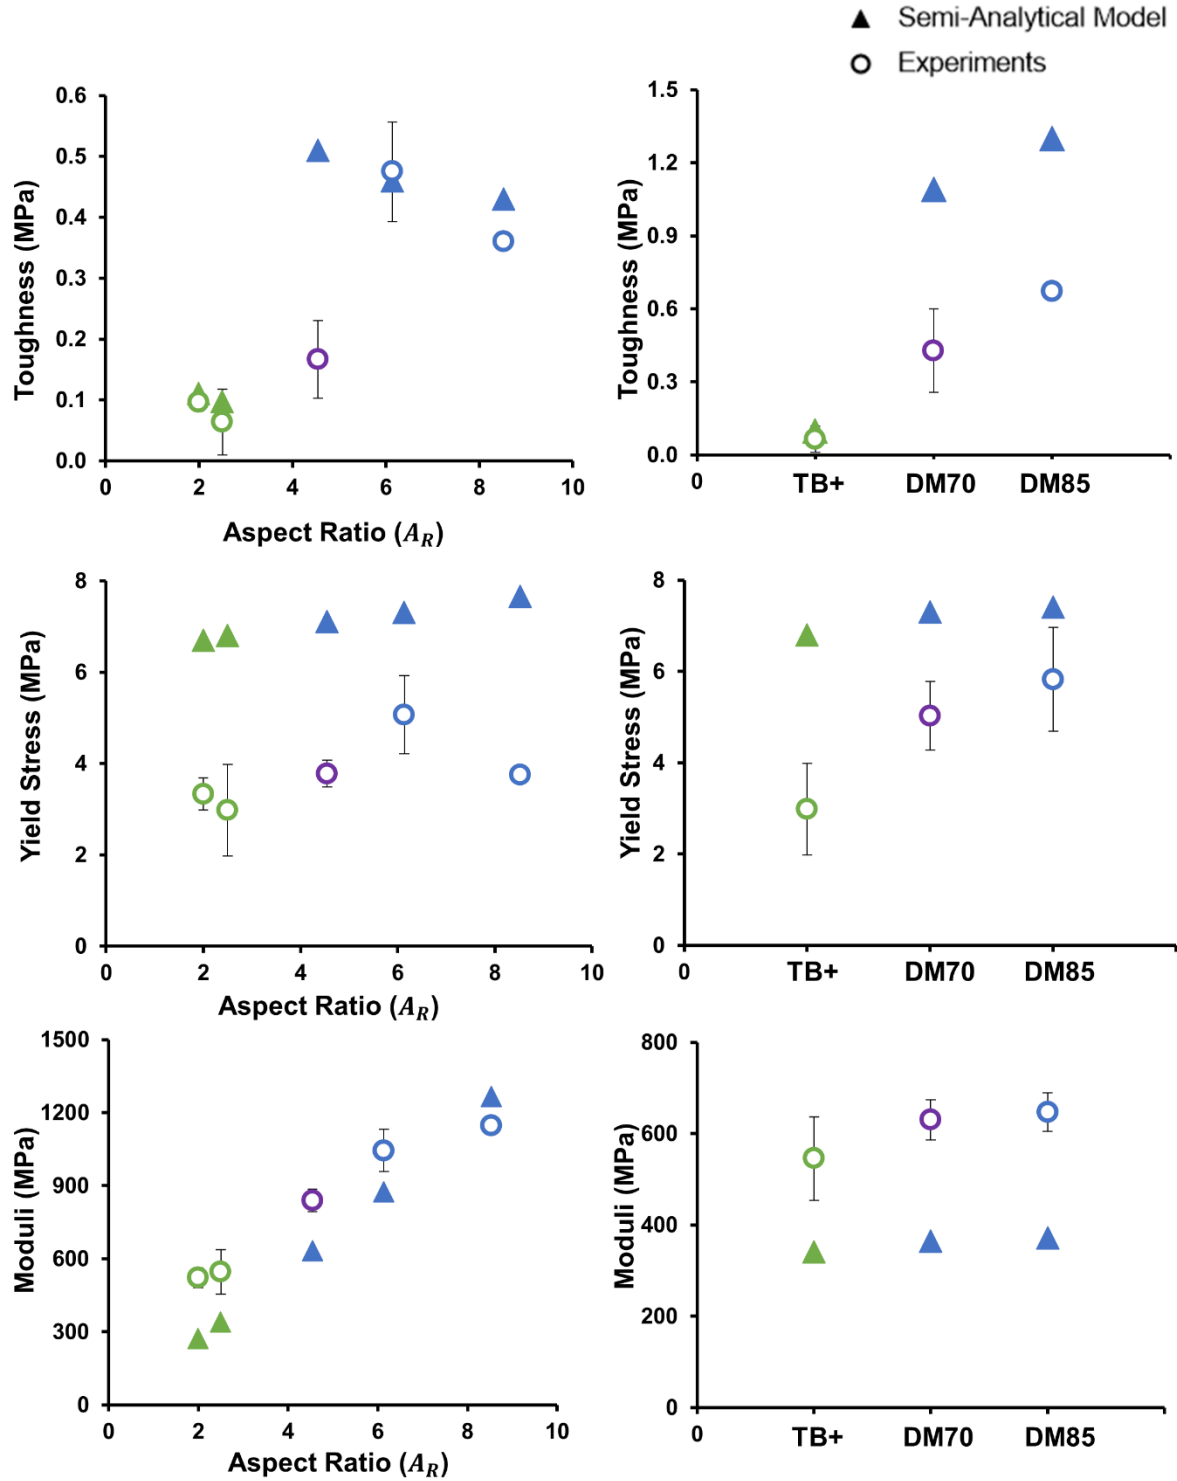 Semi-Analytical Model
Experiments
Toughness (MPa)
0.6
0.5
0.4
0.3
0.2
0.1
0.0
0 2 4 6 8 10
Aspect Ratio (A_R)
Toughness (MPa)
1.5
1.2
0.9
0.6
0.3
0.0
0 TB+ DM70 DM85
Yield Stress (MPa)
8
6
4
2
0
0 2 4 6 8 10
Aspect Ratio (A_R)
Yield Stress (MPa)
8
6
4
2
0
0 TB+ DM70 DM85
Moduli (MPa)
1500
1200
900
600
300
0
0 2 4 6 8 10
Aspect Ratio (A_R)
Moduli (MPa)
800
600
400
200
0
0 TB+ DM70 DM85